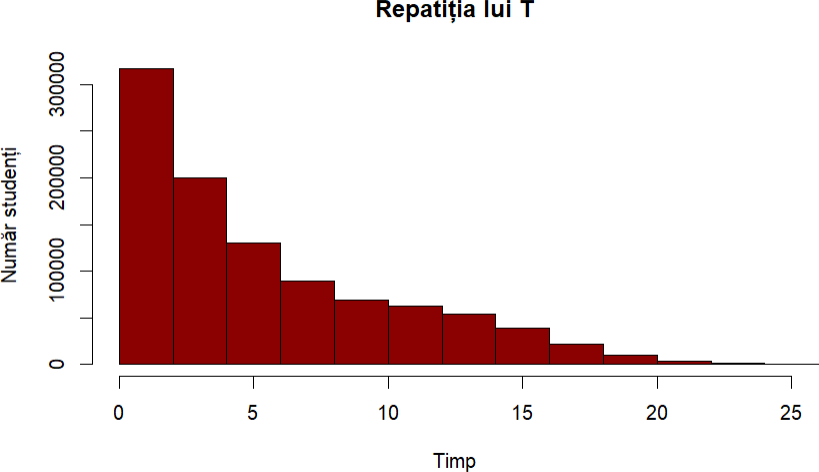 Repatiția lui T
Număr studenți
300000
200000
100000
0
0 5 10 15 20 25
Timp